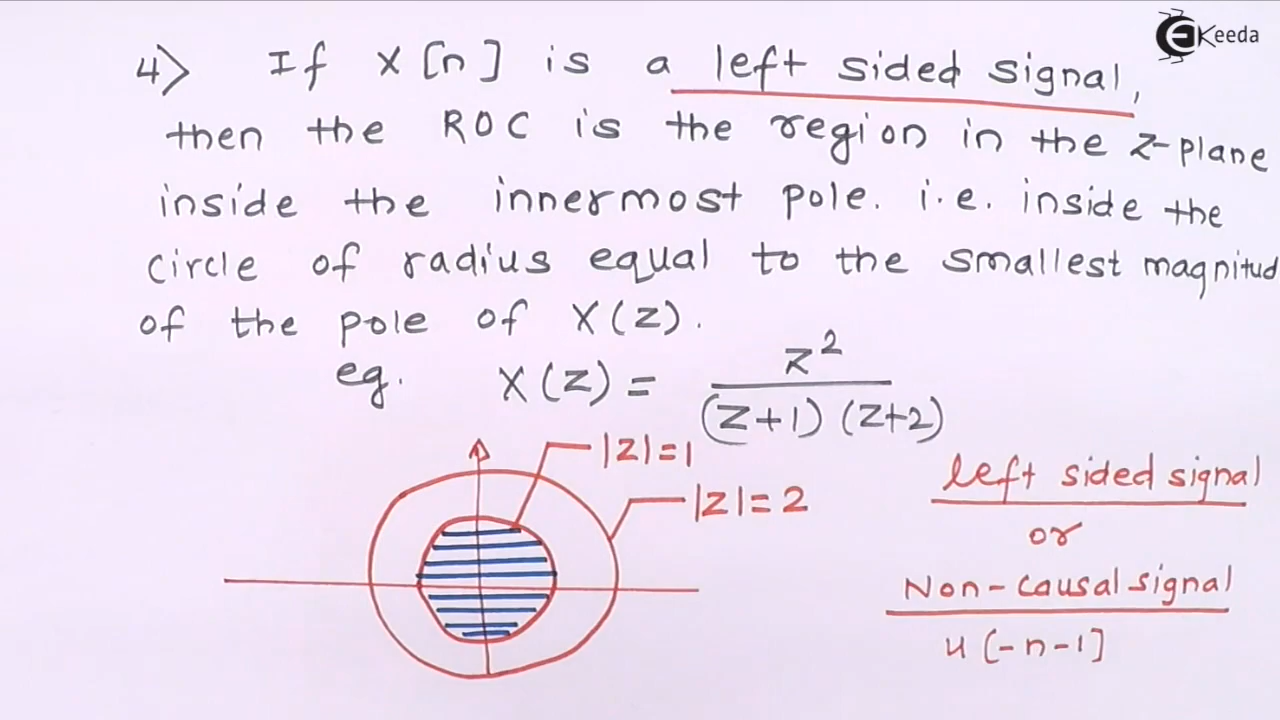 EKeeda
4> If X[n] is a left sided signal,
then the ROC is the region in the z-plane
inside the innermost pole. i.e. inside the
circle of radius equal to the smallest magnitud
of the pole of X(z).
eg. X(z) = z²/(z+1)(z+2)
|z|=1
|z|=2
left sided signal
or
Non-causal signal
u(-n-1]